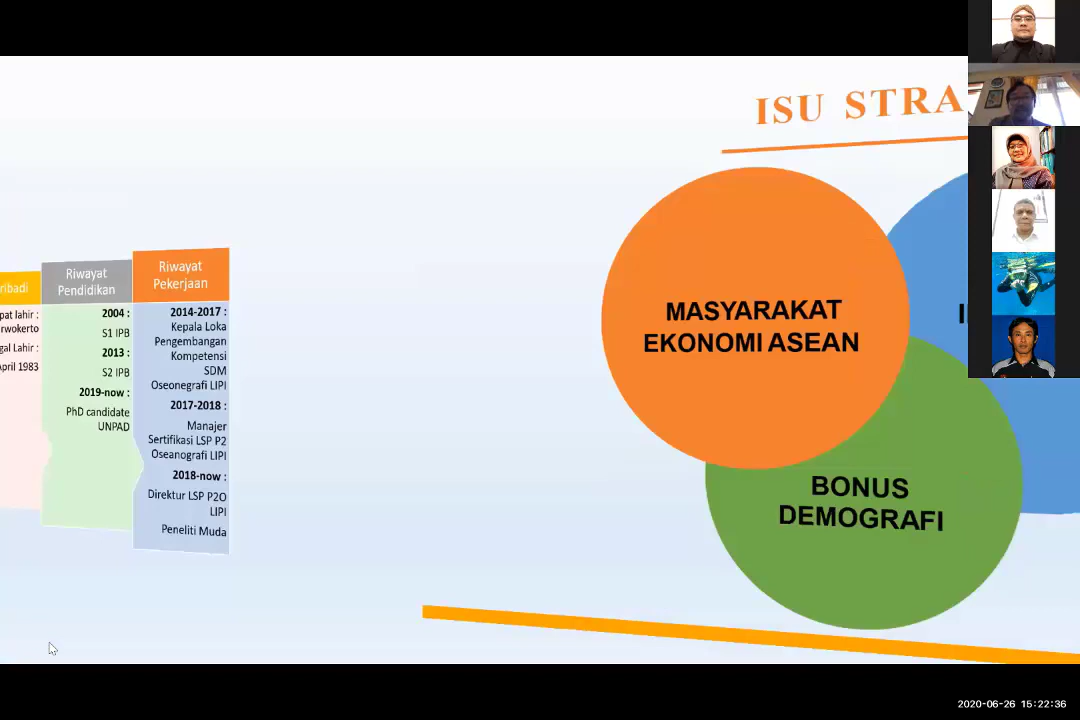 ISU STRA
ribadi
pat lahir :
rwokerto
gal Lahir :
April 1983
Riwayat
Pendidikan
2004 :
S1 IPB
2013 :
S2 IPB
2019-now :
PhD candidate
UNPAD
Riwayat
Pekerjaan
2014-2017 :
Kepala Loka
Pengembangan
Kompetensi
SDM
Oseonegrafi LIPI
2017-2018 :
Manajer
Sertifikasi LSP P2
Oseanografi LIPI
2018-now :
Direktur LSP P2O
LIPI
Peneliti Muda
MASYARAKAT
EKONOMI ASEAN
BONUS
DEMOGRAFI
2020-06-26 15:22:36